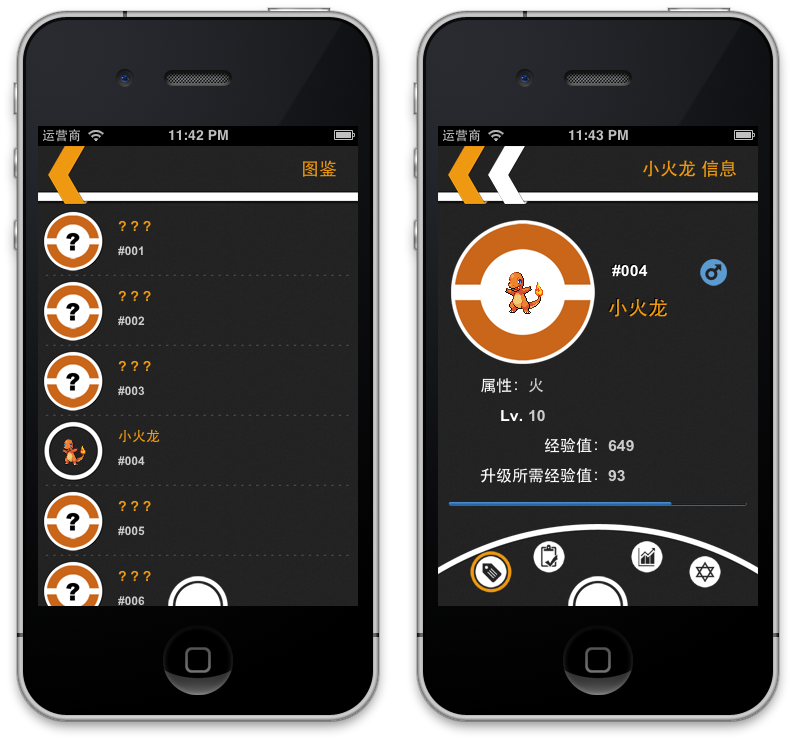 运营商
11:42 PM
图鉴
?
? ? ?
#001
?
? ? ?
#002
?
? ? ?
#003
小火龙
#004
?
? ? ?
#005
?
? ? ?
#006
运营商
11:43 PM
小火龙 信息
#004
小火龙
属性：火
Lv. 10
经验值：649
升级所需经验值：93